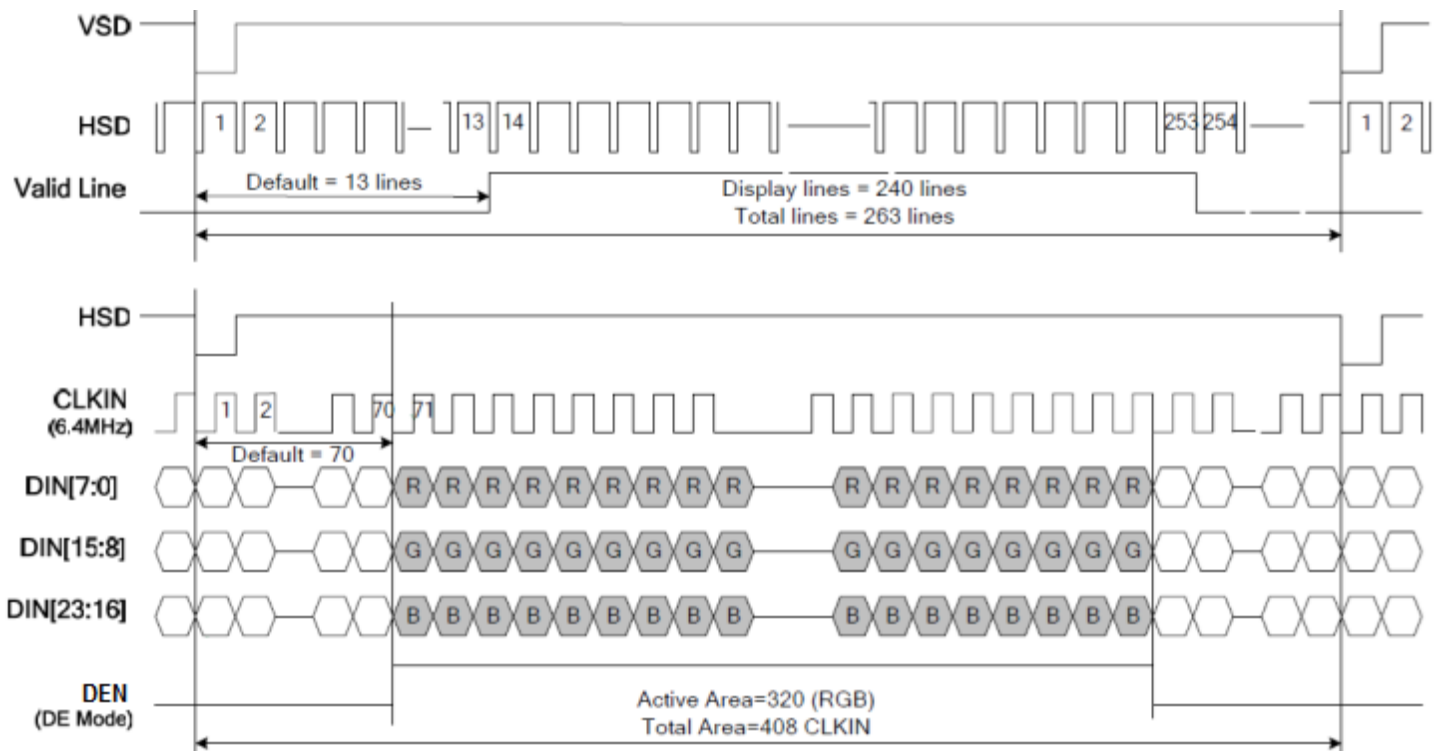 VSD
HSD 1 2 13 14 253 254 1 2
Valid Line
Default = 13 lines
Display lines = 240 lines
Total lines = 263 lines
HSD
CLKIN 1 2 70 71
(6.4MHz)
Default = 70
DIN[7:0] R R R R R R R R R R R R R R R R R
DIN[15:8] G G G G G G G G G G G G G G G G G
DIN[23:16] B B B B B B B B B B B B B B B B B
DEN
(DE Mode)
Active Area=320 (RGB)
Total Area=408 CLKIN